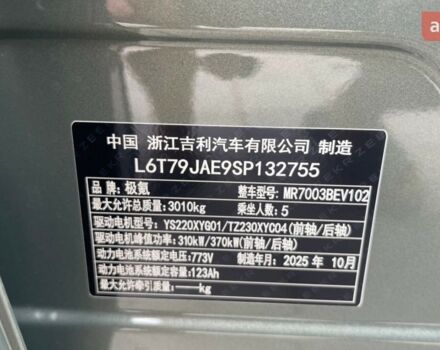 中国 浙江吉利汽车有限公司 制造
L6T79JAE9SP132755
品牌：极氪 整车型号：MR7003BEV102
最大允许总质量：3010kg 乘坐人数：5
驱动电机型号：YS220XYG01/TZ230XYC04(前轴/后轴)
驱动电机峰值功率：310kW/370kW(前轴/后轴)
动力电池系统额定电压：773V 制造年月：2025年 10月
动力电池系统额定容量：123Ah
最大允许牵引质量：——kg